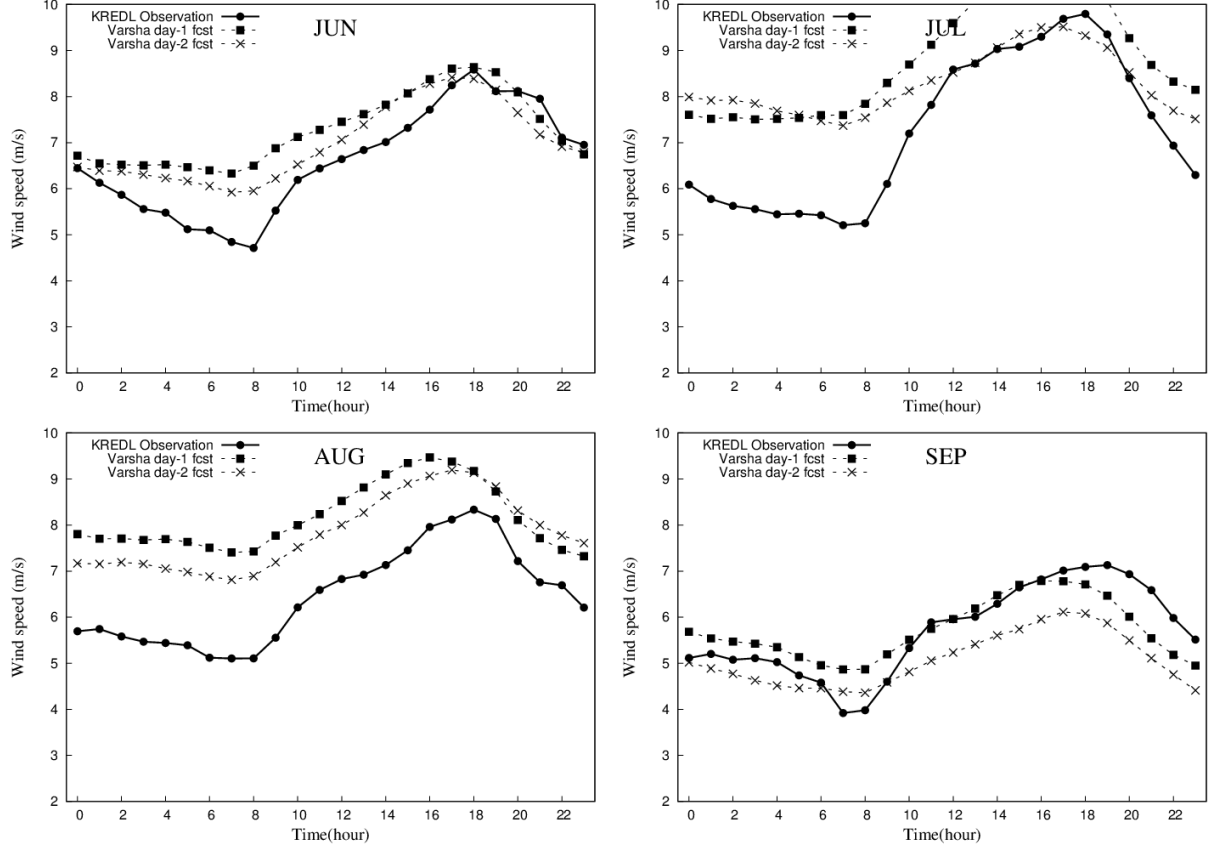 KREDL Observation
Varsha day-1 fcst
Varsha day-2 fcst
JUN
10
9
8
7
6
5
4
3
2
Wind speed (m/s)
0 2 4 6 8 10 12 14 16 18 20 22
Time(hour)
KREDL Observation
Varsha day-1 fcst
Varsha day-2 fcst
JUL
10
9
8
7
6
5
4
3
2
Wind speed (m/s)
0 2 4 6 8 10 12 14 16 18 20 22
Time(hour)
KREDL Observation
Varsha day-1 fcst
Varsha day-2 fcst
AUG
10
9
8
7
6
5
4
3
2
Wind speed (m/s)
0 2 4 6 8 10 12 14 16 18 20 22
Time(hour)
KREDL Observation
Varsha day-1 fcst
Varsha day-2 fcst
SEP
10
9
8
7
6
5
4
3
2
Wind speed (m/s)
0 2 4 6 8 10 12 14 16 18 20 22
Time(hour)